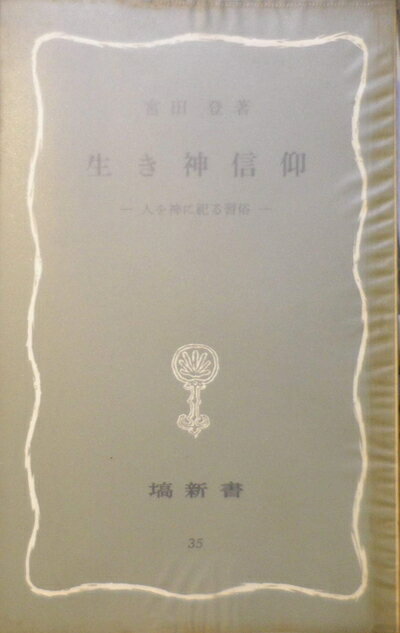 宮田 登 著
生き神信仰
— 人を神に祀る習俗 —
塙新書
35